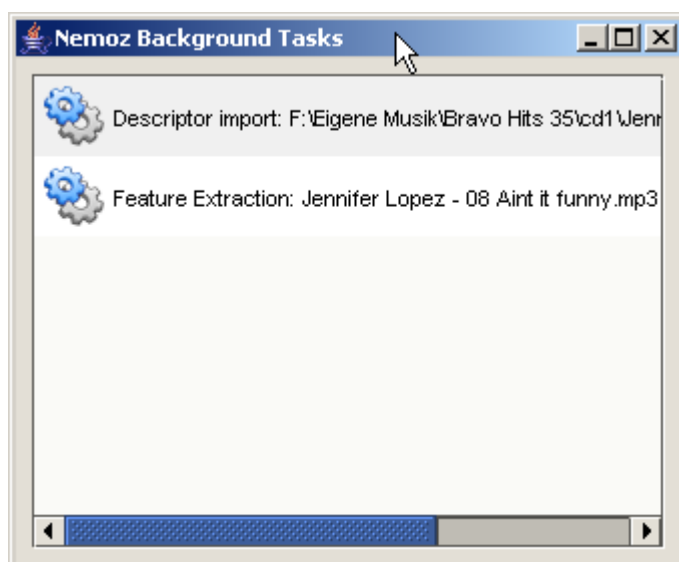 Nemoz Background Tasks
Descriptor import: F:\Eigene Musik\Bravo Hits 35\cd1\Jenn
Feature Extraction: Jennifer Lopez - 08 Aint it funny.mp3